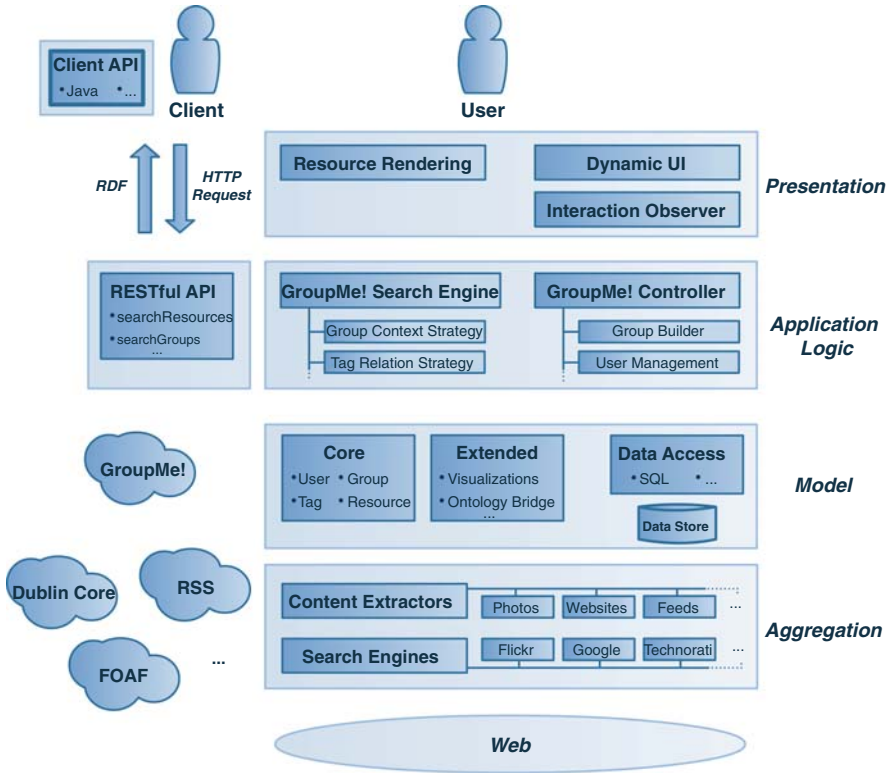 Client API
•Java •...
Client
User
RDF
HTTP
Request
Resource Rendering
Dynamic UI
Interaction Observer
Presentation
RESTful API
•searchResources
•searchGroups
...
GroupMe! Search Engine
Group Context Strategy
Tag Relation Strategy
GroupMe! Controller
Group Builder
User Management
Application
Logic
GroupMe!
Core
•User •Group
•Tag •Resource
Extended
•Visualizations
•Ontology Bridge
...
Data Access
•SQL •...
Data Store
Model
Dublin Core
RSS
FOAF
...
Content Extractors
Photos
Websites
Feeds
...
Search Engines
Flickr
Google
Technorati
...
Aggregation
Web